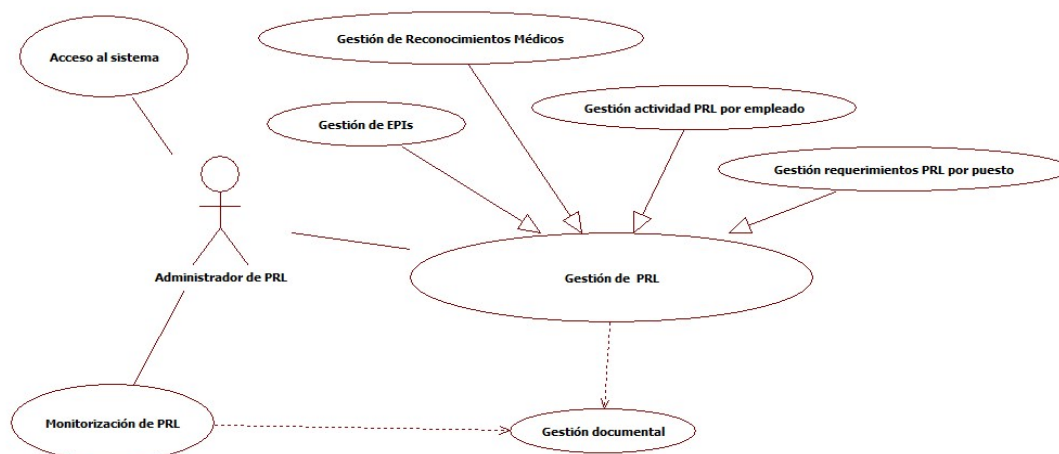 Gestión de Reconocimientos Médicos
Acceso al sistema
Gestión actividad PRL por empleado
Gestión de EPIs
Gestión requerimientos PRL por puesto
Administrador de PRL
Gestión de PRL
Monitorización de PRL
Gestión documental